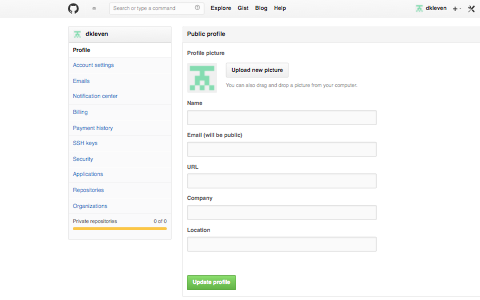 Search or type a command
Explore Gist Blog Help
dkleven
dkleven
Profile
Account settings
Emails
Notification center
Billing
Payment history
SSH keys
Security
Applications
Repositories
Organizations
Private repositories 0 of 0
Public profile
Profile picture
Upload new picture
You can also drag and drop a picture from your computer.
Name
Email (will be public)
URL
Company
Location
Update profile